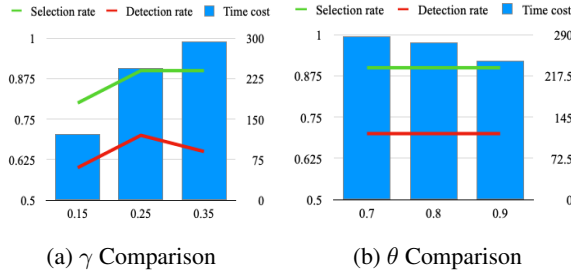 Selection rate Detection rate Time cost
1 300
0.875 225
0.75 150
0.625 75
0.5 0
0.15 0.25 0.35
(a) γ Comparison
Selection rate Detection rate Time cost
1 290
0.875 217.5
0.75 145
0.625 72.5
0.5 0
0.7 0.8 0.9
(b) θ Comparison